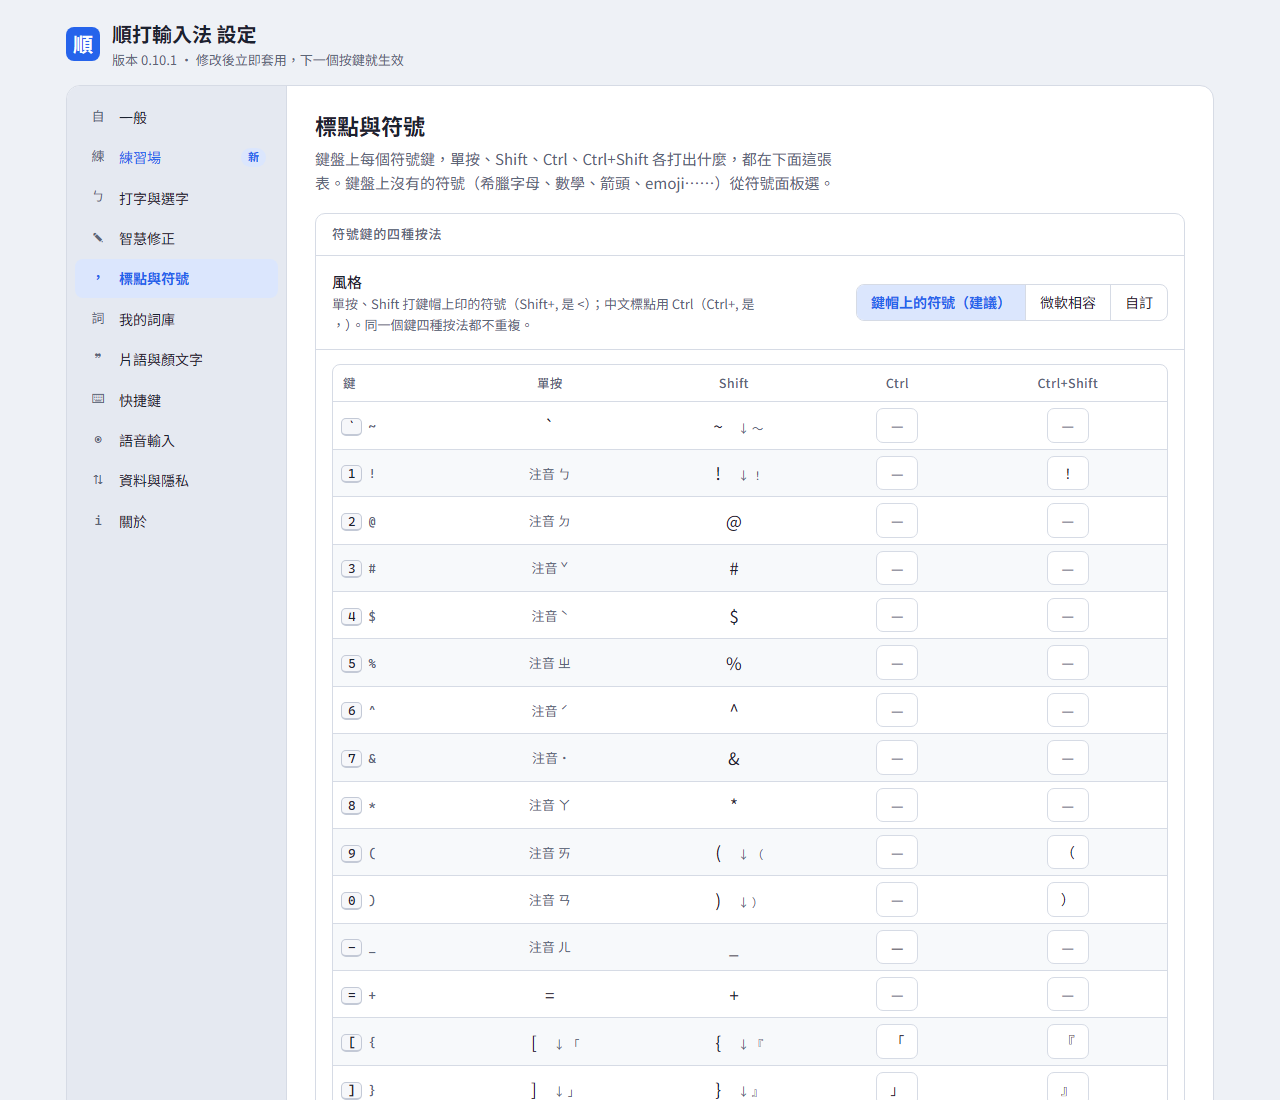 順 順打輸入法 設定
版本 0.10.1 · 修改後立即套用，下一個按鍵就生效
自 一般
練 練習場 新
ㄅ 打字與選字
✎ 智慧修正
， 標點與符號
詞 我的詞庫
” 片語與顏文字
⌨ 快捷鍵
◉ 語音輸入
⇅ 資料與隱私
i 關於
標點與符號
鍵盤上每個符號鍵，單按、Shift、Ctrl、Ctrl+Shift 各打出什麼，都在下面這張
表。鍵盤上沒有的符號（希臘字母、數學、箭頭、emoji⋯⋯）從符號面板選。
符號鍵的四種按法
風格
單按、Shift 打鍵帽上印的符號（Shift+, 是 <）；中文標點用 Ctrl（Ctrl+, 是
，）。同一個鍵四種按法都不重複。
鍵帽上的符號（建議） 微軟相容 自訂
鍵 單按 Shift Ctrl Ctrl+Shift
` ~ ` ~ ↓ ～ — —
1 ! 注音 ㄅ ! ↓ ！ — ！
2 @ 注音 ㄉ @ — —
3 # 注音 ˇ # — —
4 $ 注音 ˋ $ — —
5 % 注音 ㄓ % — —
6 ^ 注音 ˊ ^ — —
7 & 注音 ˙ & — —
8 * 注音 ㄚ * — —
9 ( 注音 ㄞ ( ↓ （ — （
0 ) 注音 ㄢ ) ↓ ） — ）
- _ 注音 ㄦ _ — —
= + = + — —
[ { [ ↓ 「 { ↓ 『 「 『
] } ] ↓ 」 } ↓ 』 」 』